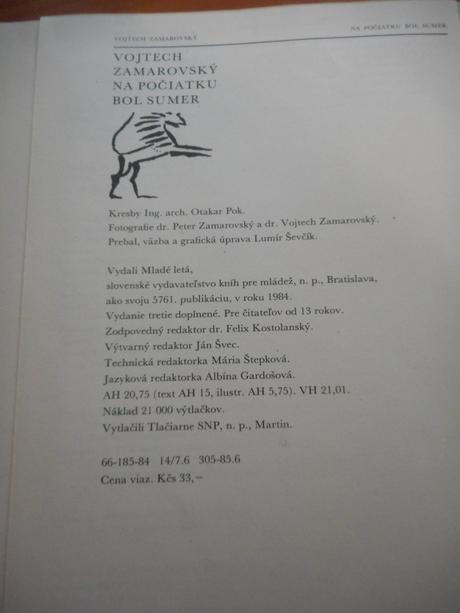 VOJTECH ZAMAROVSKÝ
NA POČIATKU BOL SUMER
VOJTECH
ZAMAROVSKÝ
NA POČIATKU
BOL SUMER
Kresby Ing. arch. Otakar Pok.
Fotografie dr. Peter Zamarovský a dr. Vojtech Zamarovský.
Prebal, väzba a grafická úprava Lumír Ševčík.
Vydali Mladé letá,
slovenské vydavateľstvo kníh pre mládež, n. p., Bratislava,
ako svoju 5761. publikáciu, v roku 1984.
Vydanie tretie doplnené. Pre čitateľov od 13 rokov.
Zodpovedný redaktor dr. Felix Kostolanský.
Výtvarný redaktor Ján Švec.
Technická redaktorka Mária Štepková.
Jazyková redaktorka Albína Gardošová.
AH 20,75 (text AH 15, ilustr. AH 5,75). VH 21,01.
Náklad 21 000 výtlačkov.
Vytlačili Tlačiarne SNP, n. p., Martin.
66-185-84 14/7.6 305-85.6
Cena viaz. Kčs 33,–